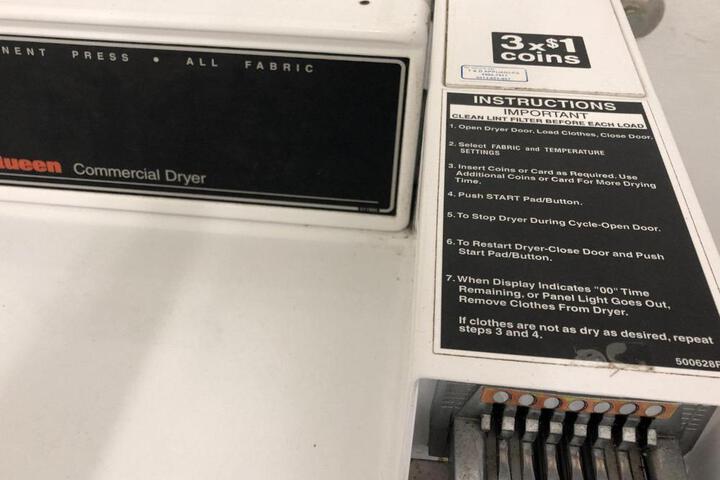 NENT PRESS • ALL FABRIC
ueen Commercial Dryer
3x$1
coins
T & D APPLIANCES
INSTRUCTIONS
IMPORTANT
CLEAN LINT FILTER BEFORE EACH LOAD
1. Open Dryer Door, Load Clothes, Close Door.
2. Select FABRIC and TEMPERATURE
SETTINGS
3. Insert Coins or Card as Required. Use
Additional Coins or Card For More Drying
Time.
4. Push START Pad/Button.
5. To Stop Dryer During Cycle-Open Door.
6. To Restart Dryer-Close Door and Push
Start Pad/Button.
7. When Display Indicates "00" Time
Remaining, or Panel Light Goes Out,
Remove Clothes From Dryer.
If clothes are not as dry as desired, repeat
steps 3 and 4.
500628